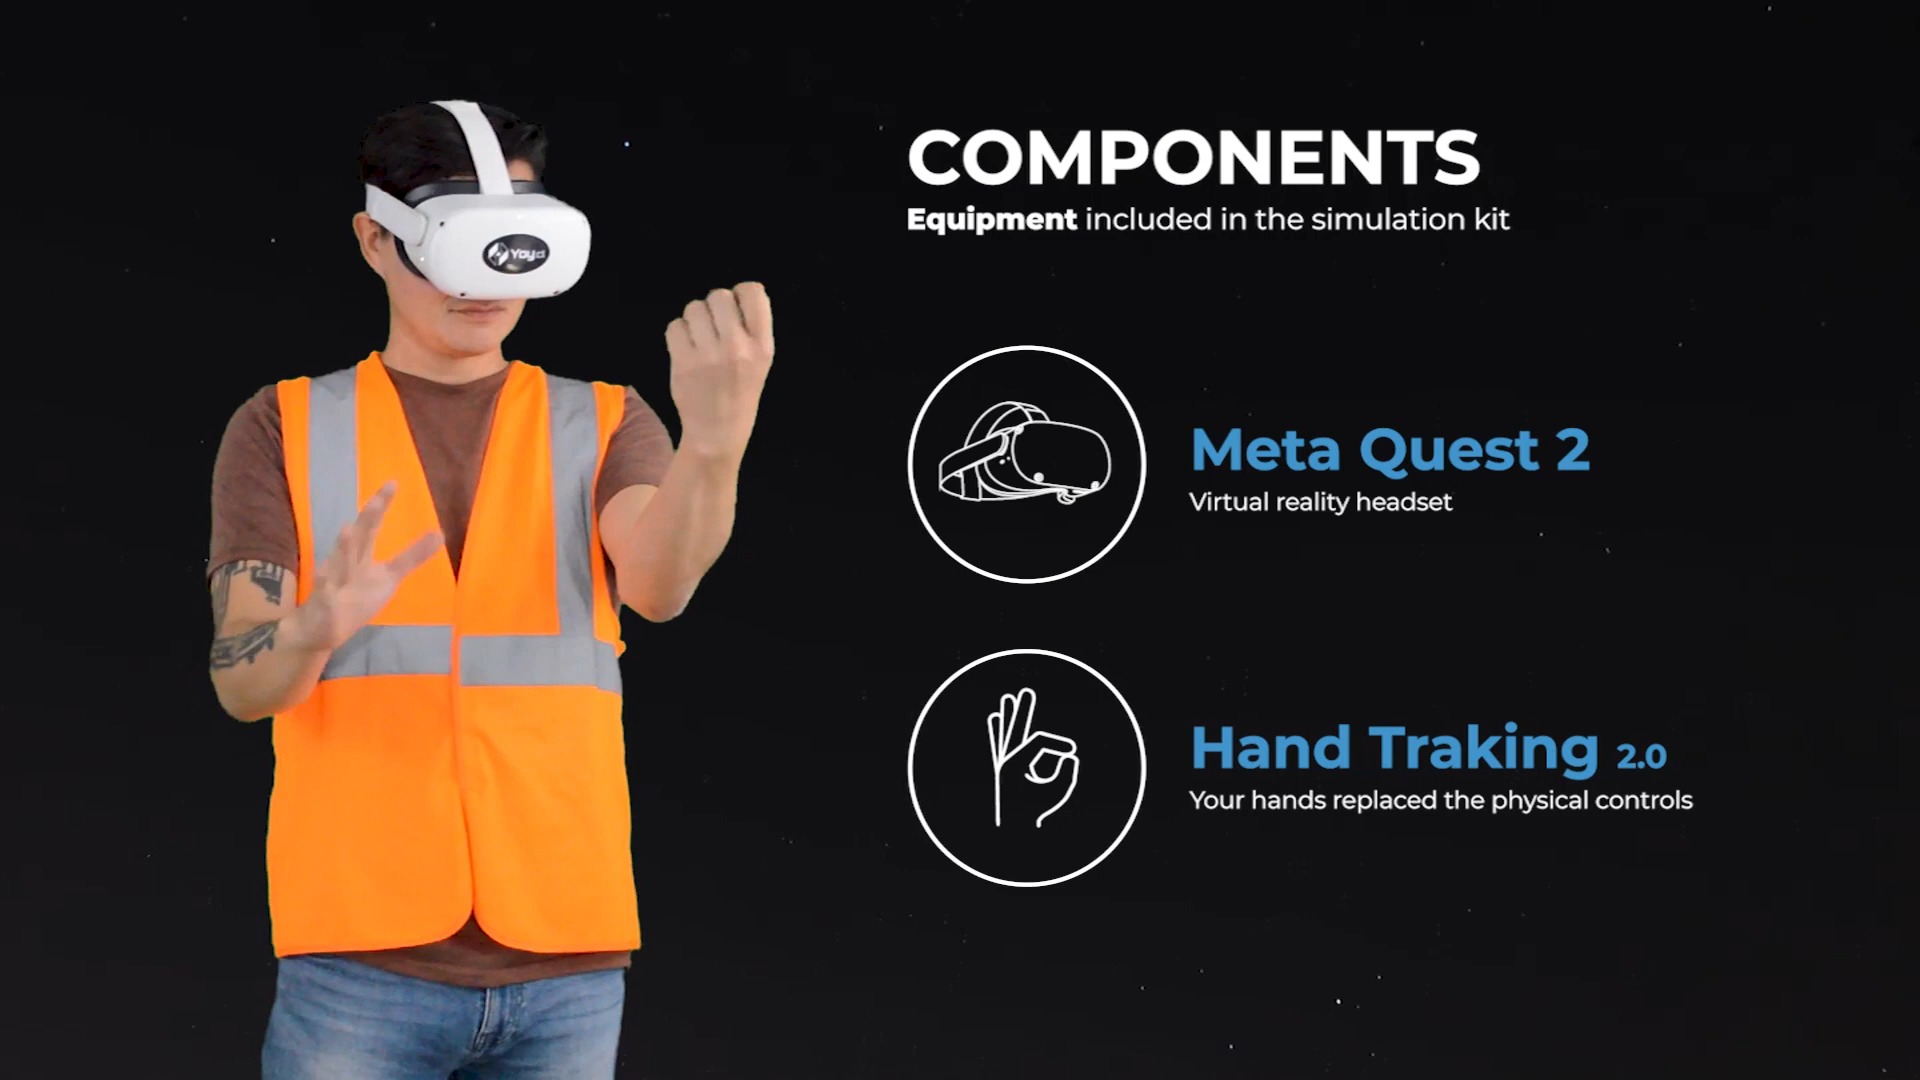 COMPONENTS
Equipment included in the simulation kit
Meta Quest 2
Virtual reality headset
Hand Traking 2.0
Your hands replaced the physical controls